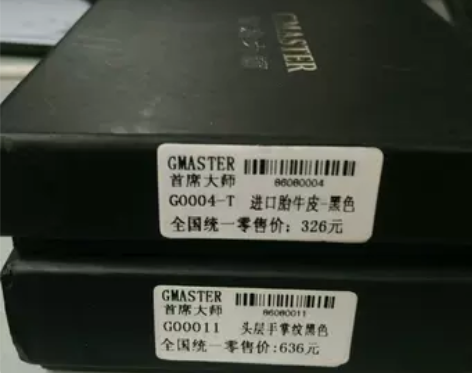 GMASTER
GMASTER
首席大师
86080004
G0004-T 进口胎牛皮-黑色
全国统一零售价: 326元
GMASTER
首席大师
86080011
G00011 头层手掌纹黑色
全国统一零售价:636元